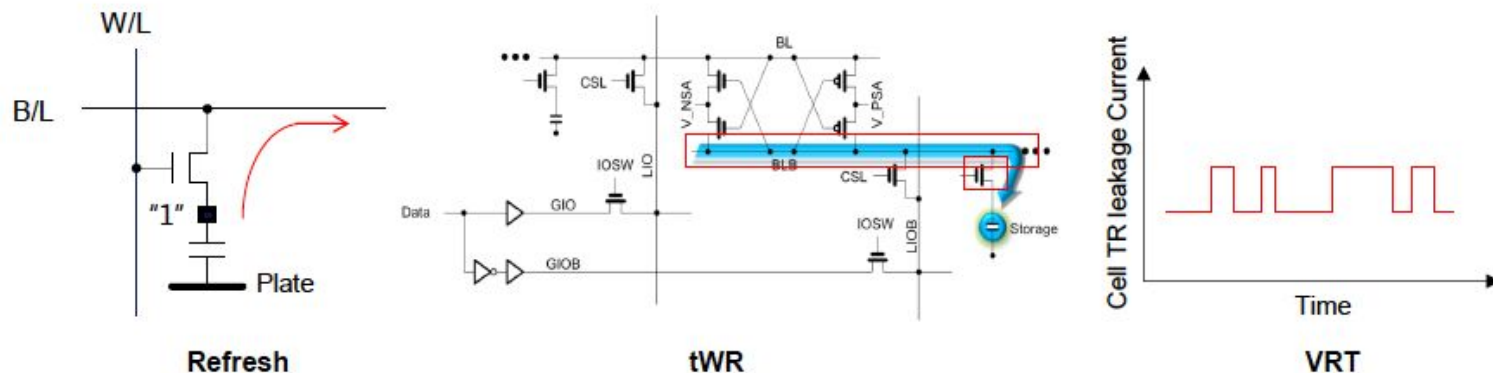 W/L
B/L
"1"
Plate
Refresh
BL
CSL
V_NSA
V_PSA
LIO
BLB
IOSW
CSL
Data
GIO
IOSW
LIOB
Storage
GIOB
tWR
Cell TR leakage Current
Time
VRT